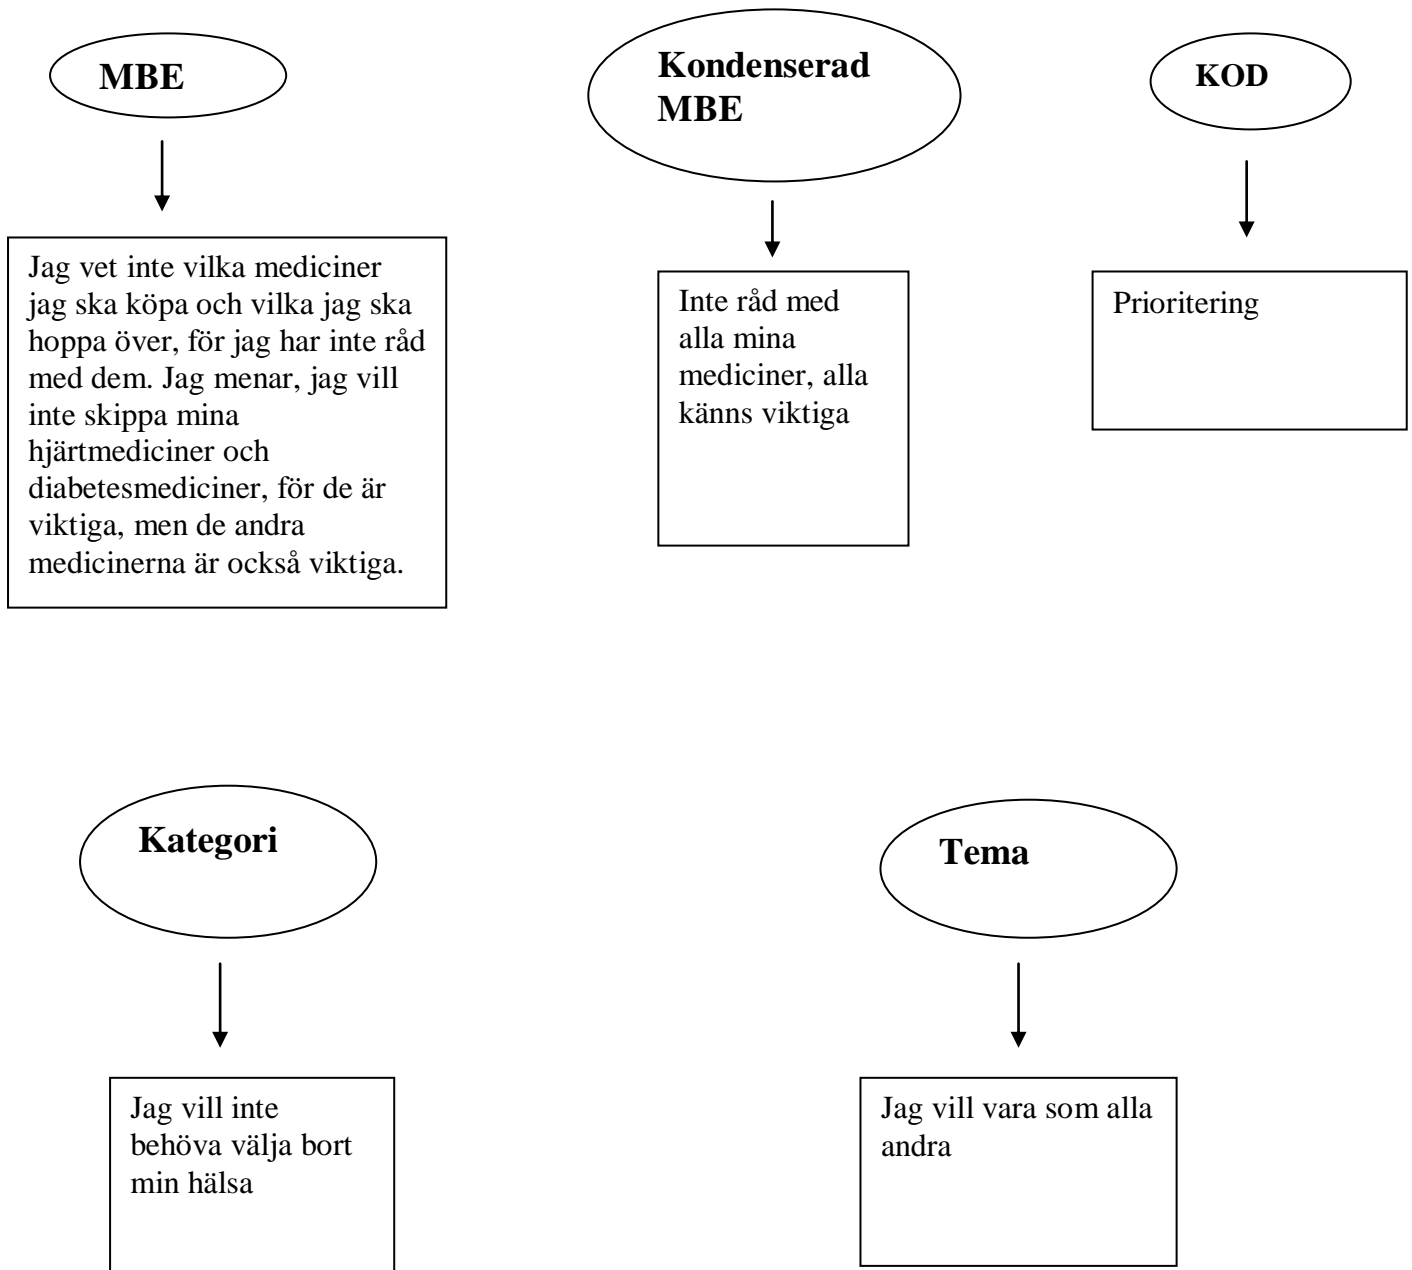 MBE
Kondenserad
MBE
KOD
Jag vet inte vilka mediciner
jag ska köpa och vilka jag ska
hoppa över, för jag har inte råd
med dem. Jag menar, jag vill
inte skippa mina
hjärtmediciner och
diabetesmediciner, för de är
viktiga, men de andra
medicinerna är också viktiga.
Inte råd med
alla mina
mediciner, alla
känns viktiga
Prioritering
Kategori
Tema
Jag vill inte
behöva välja bort
min hälsa
Jag vill vara som alla
andra